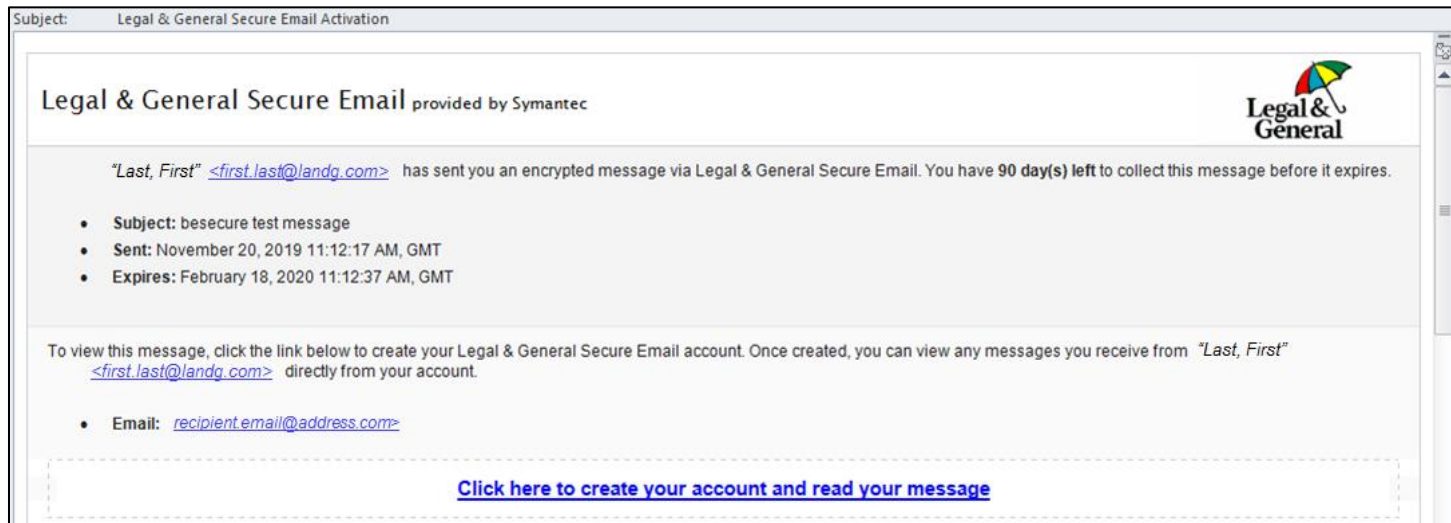 Subject: Legal & General Secure Email Activation
Legal & General Secure Email provided by Symantec
Legal &
General
“Last, First” <first.last@landg.com> has sent you an encrypted message via Legal & General Secure Email. You have 90 day(s) left to collect this message before it expires.
• Subject: besecure test message
• Sent: November 20, 2019 11:12:17 AM, GMT
• Expires: February 18, 2020 11:12:37 AM, GMT
To view this message, click the link below to create your Legal & General Secure Email account. Once created, you can view any messages you receive from “Last, First”
<first.last@landg.com> directly from your account.
• Email: recipient.email@address.com>
Click here to create your account and read your message